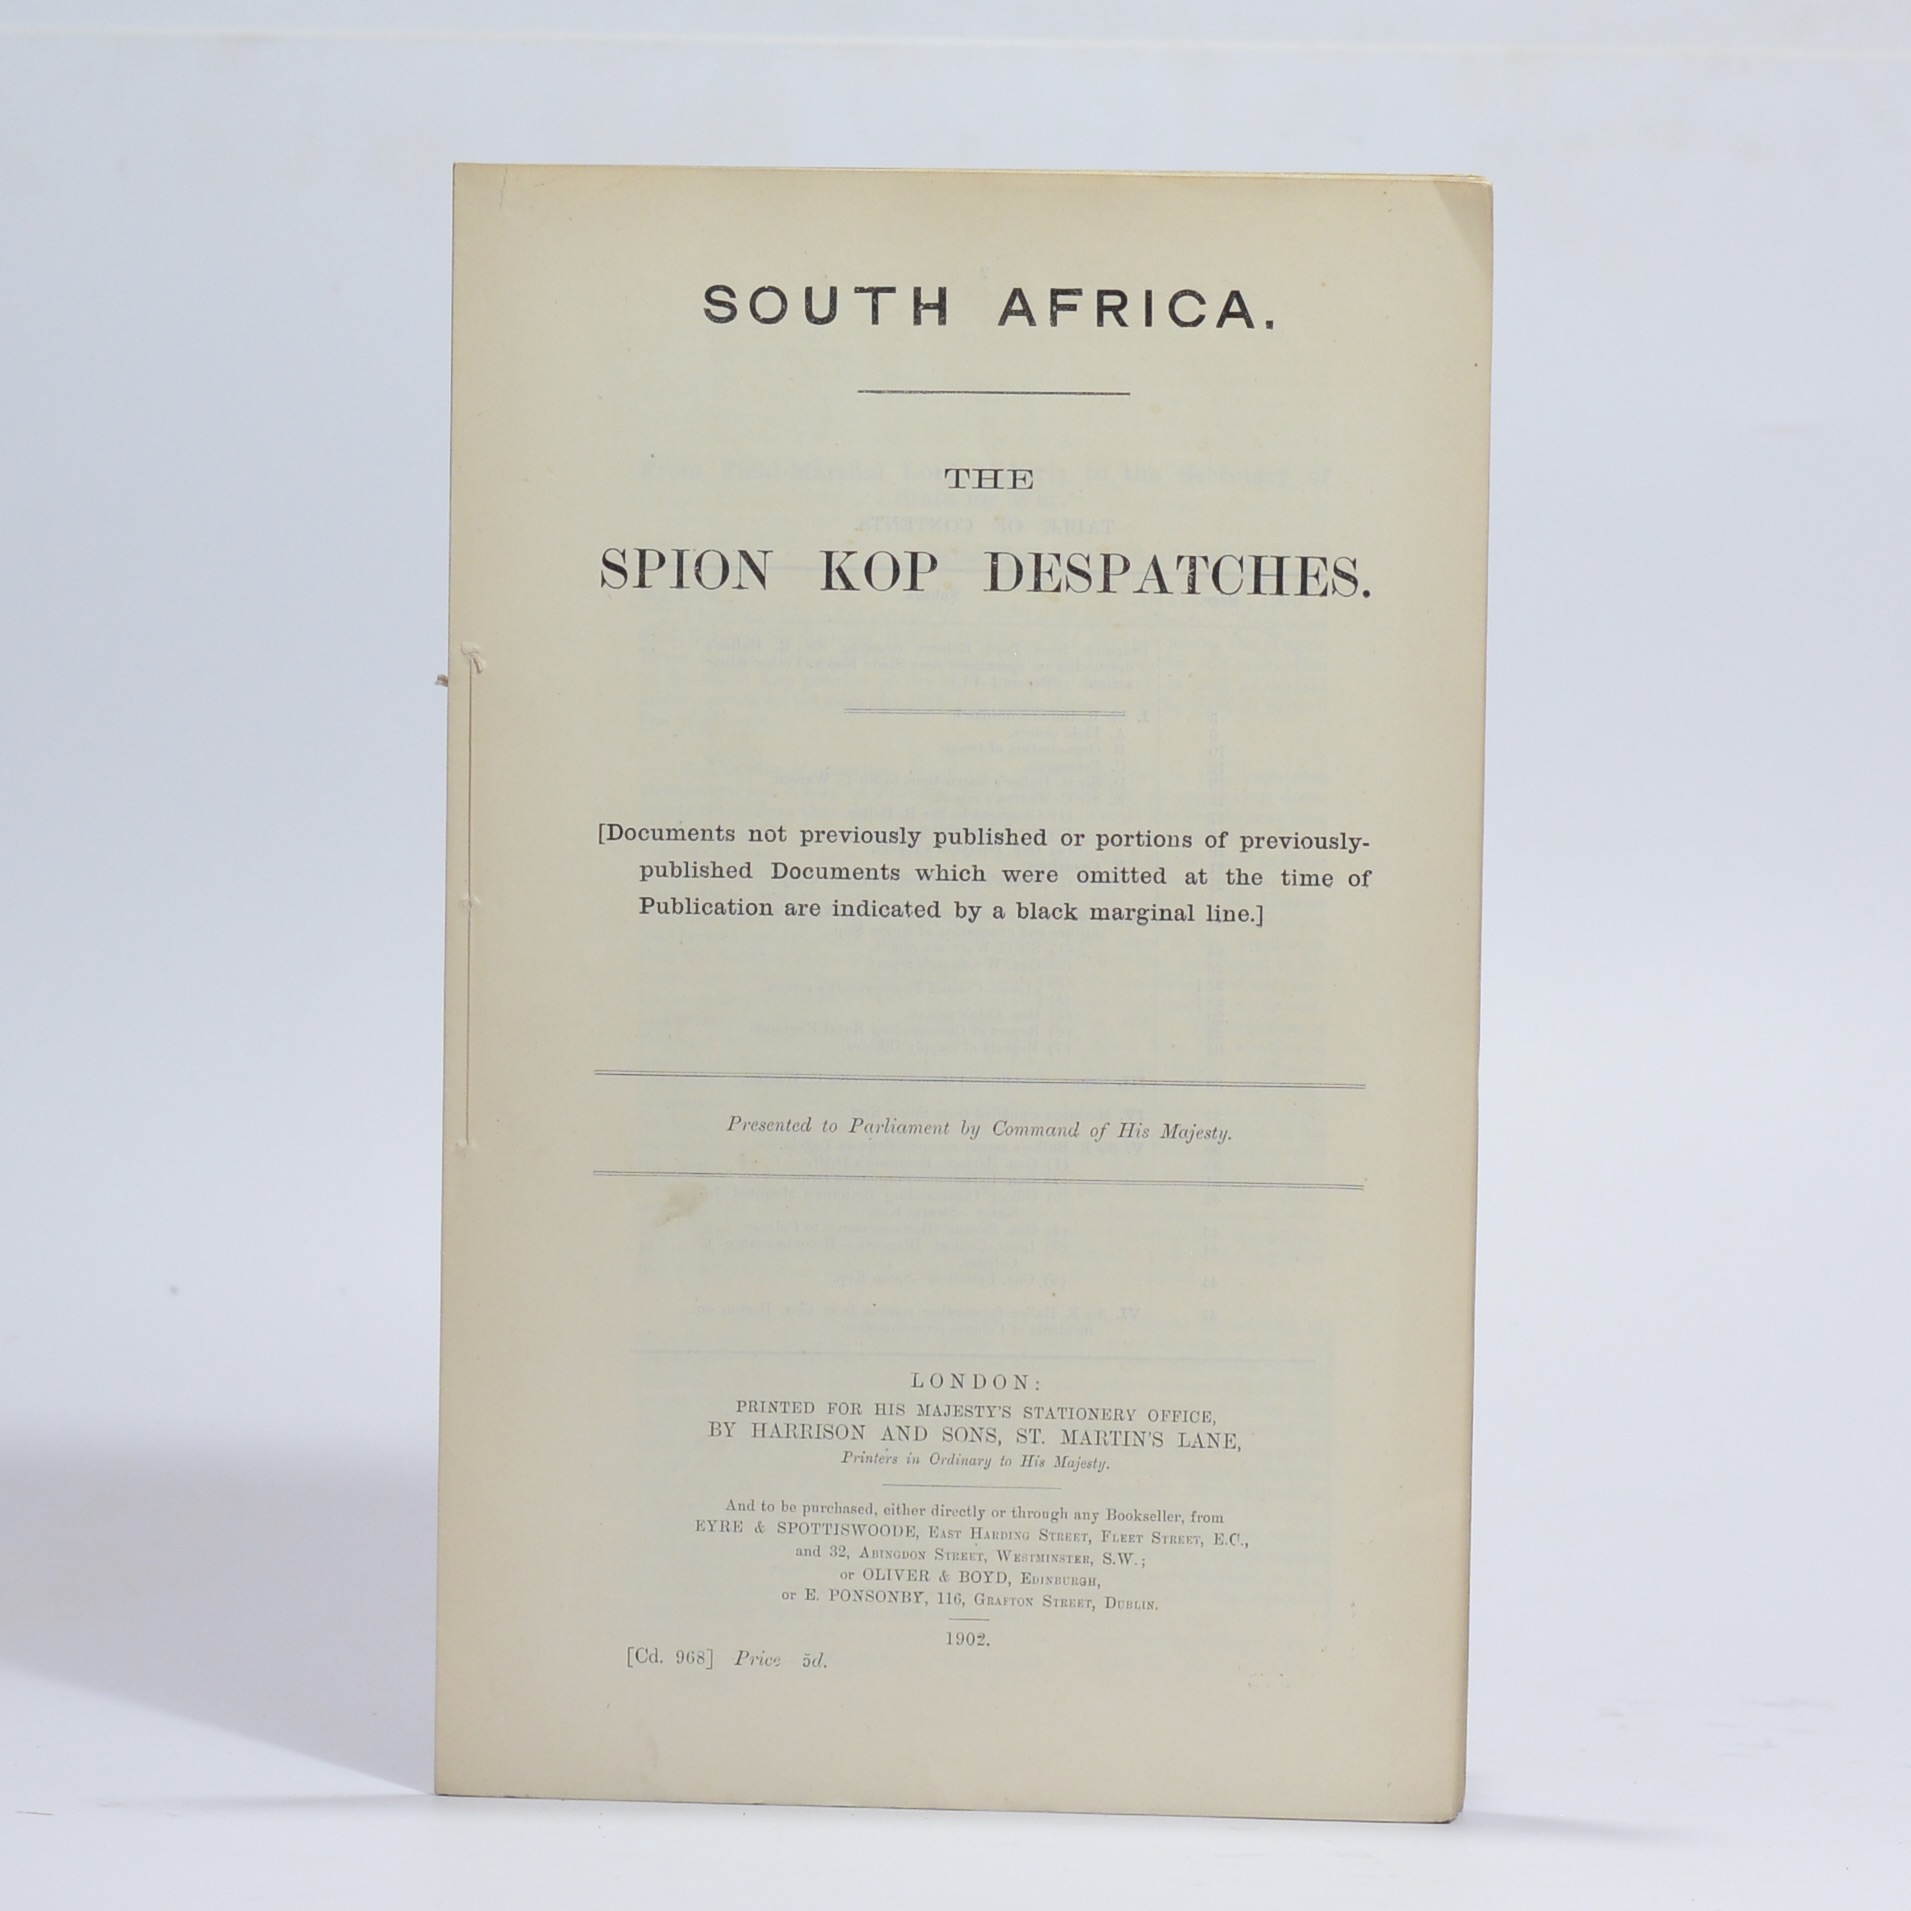 SOUTH AFRICA.
THE
SPION KOP DESPATCHES.
[Documents not previously published or portions of previously-
published Documents which were omitted at the time of
Publication are indicated by a black marginal line.]
Presented to Parliament by Command of His Majesty.
LONDON:
PRINTED FOR HIS MAJESTY'S STATIONERY OFFICE,
BY HARRISON AND SONS, ST. MARTIN'S LANE,
Printers in Ordinary to His Majesty.
And to be purchased, either directly or through any Bookseller, from
EYRE & SPOTTISWOODE, EAST HARDING STREET, FLEET STREET, E.C.,
and 32, ABINGDON STREET, WESTMINSTER, S.W.;
or OLIVER & BOYD, EDINBURGH,
or E. PONSONBY, 116, GRAFTON STREET, DUBLIN.
1902.
[Cd. 968] Price 5d.